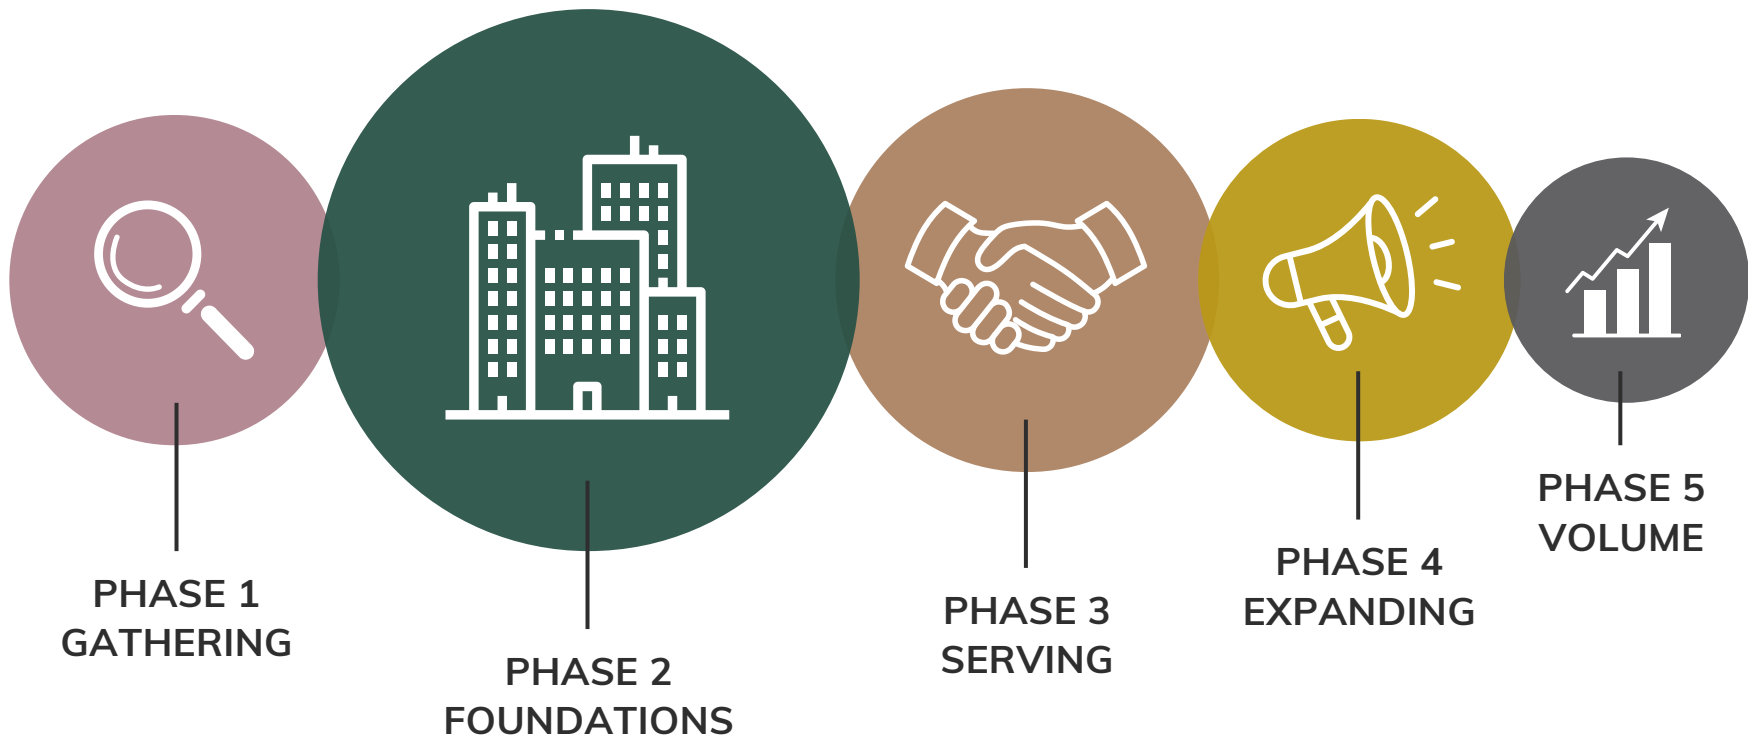 PHASE 1
GATHERING
PHASE 2
FOUNDATIONS
PHASE 3
SERVING
PHASE 4
EXPANDING
PHASE 5
VOLUME